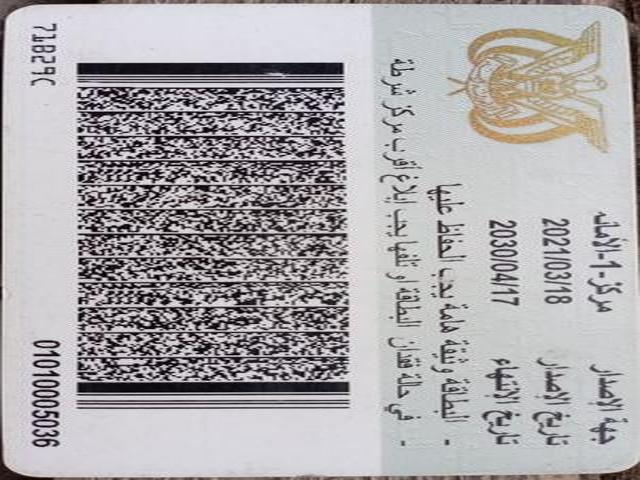 جهة الإصدار مركز-1-الأمانه
تاريخ الإصدار 2021/03/18
تاريخ الإنتهاء 2030/04/17
- البطاقة وثيقة هامة يجب الحفاظ عليها
- في حالة فقدان البطاقة او تلفها يجب إبلاغ أقرب مركز شرطة
71B29C 01010005036